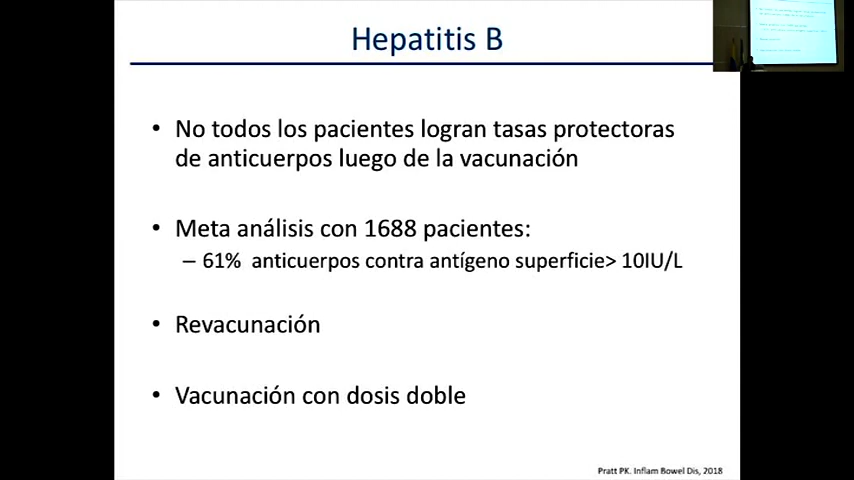 Hepatitis B
• No todos los pacientes logran tasas protectoras
de anticuerpos luego de la vacunación
• Meta análisis con 1688 pacientes:
– 61% anticuerpos contra antígeno superficie> 10IU/L
• Revacunación
• Vacunación con dosis doble
Pratt PK. Inflam Bowel Dis, 2018